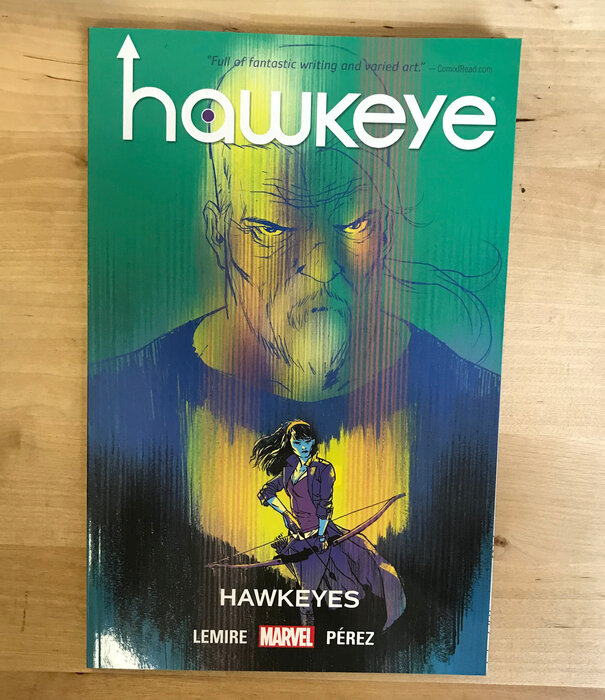 "Full of fantastic writing and varied art." — ComixIRead.com
hawkeye®
HAWKEYES
LEMIRE MARVEL PÉREZ